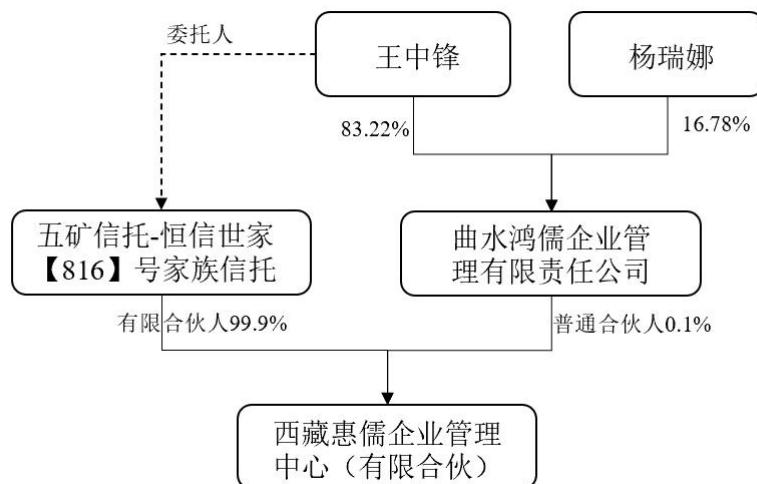 委托人
王中锋
杨瑞娜
83.22%
16.78%
五矿信托-恒信世家
【816】号家族信托
曲水鸿儒企业管
理有限责任公司
有限合伙人99.9%
普通合伙人0.1%
西藏惠儒企业管理
中心（有限合伙）